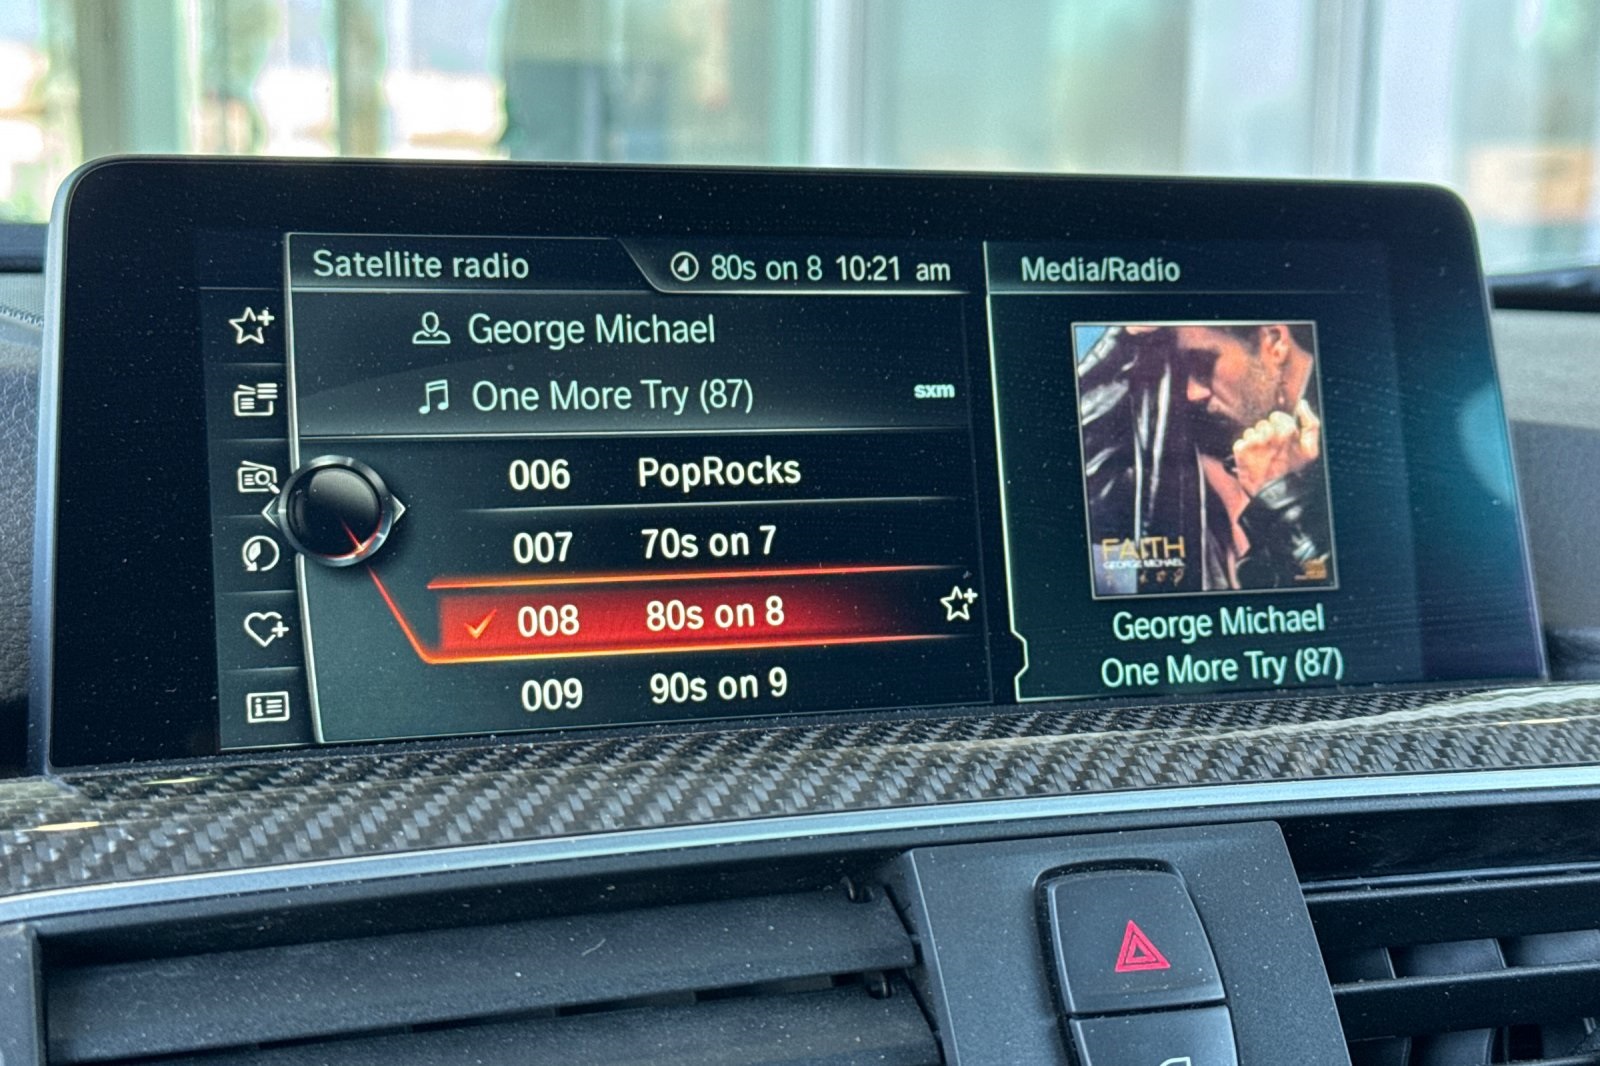 Satellite radio
80s on 8 10:21 am
Media/Radio
George Michael
One More Try (87)
sxm
006 PopRocks
007 70s on 7
008 80s on 8
009 90s on 9
FAITH
GEORGE MICHAEL
George Michael
One More Try (87)